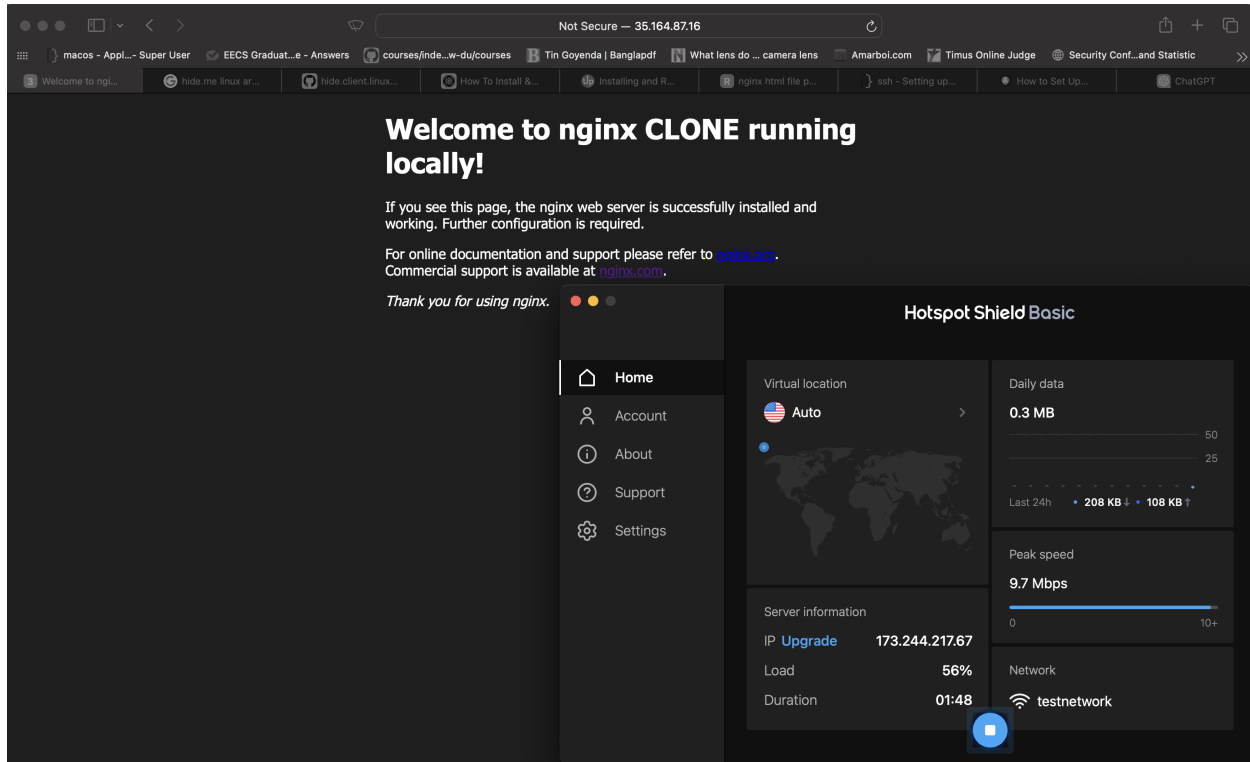 Not Secure — 35.164.87.16
macos - Appl...- Super User
EECS Graduat...e - Answers
courses/inde...w-du/courses
Tin Goyenda | Banglapdf
What lens do ... camera lens
Amarboi.com
Timus Online Judge
Security Conf...and Statistic
3 Welcome to ngi...
hide.me linux ar...
hide.client.linux...
How To Install &...
Up Installing and R...
R nginx html file p...
ssh - Setting up...
How to Set Up...
ChatGPT
Welcome to nginx CLONE running
locally!
If you see this page, the nginx web server is successfully installed and
working. Further configuration is required.
For online documentation and support please refer to nginx.org.
Commercial support is available at nginx.com.
Thank you for using nginx.
Hotspot Shield Basic
Home
Account
About
Support
Settings
Virtual location
Auto
Daily data
0.3 MB
50
25
Last 24h • 208 KB ↓ • 108 KB ↑
Peak speed
9.7 Mbps
0 10+
Server information
IP Upgrade 173.244.217.67
Load 56%
Duration 01:48
Network
testnetwork